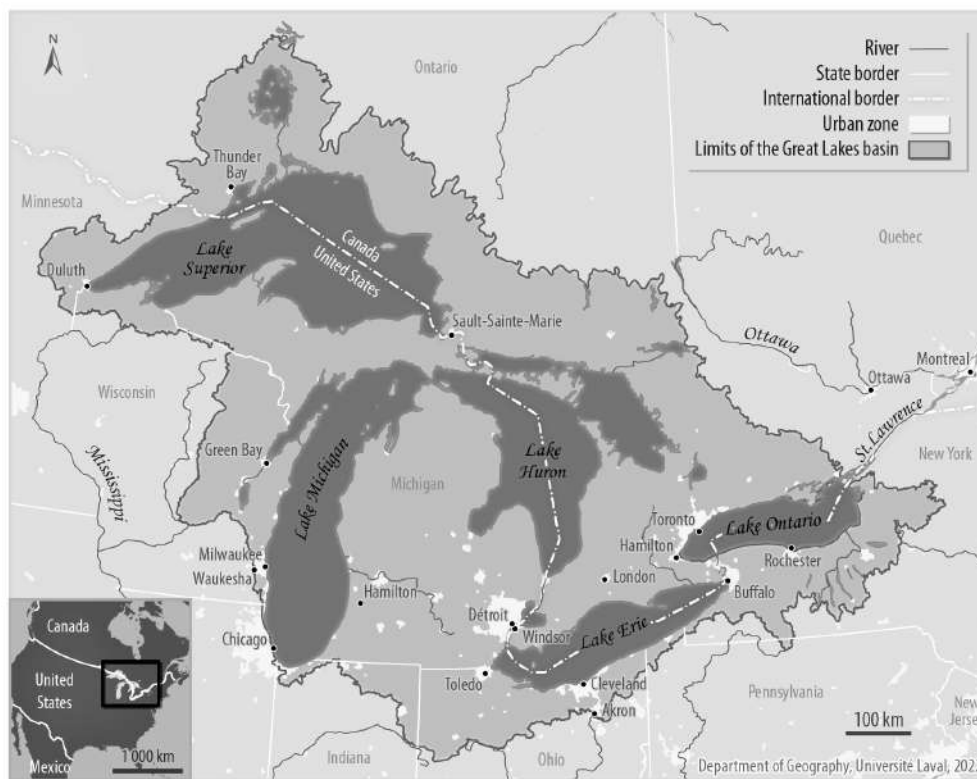 N
Ontario
River
State border
International border
Urban zone
Limits of the Great Lakes basin
Thunder
Bay
Minnesota
Lake
Superior
Canada
United States
Quebec
Duluth
Sault-Sainte-Marie
Ottawa
Montreal
Ottawa
Wisconsin
St. Lawrence
New York
Mississippi
Green Bay
Lake Michigan
Michigan
Lake
Huron
Toronto
Lake Ontario
Hamilton
Rochester
Milwaukee
Waukesha
London
Buffalo
Hamilton
Détroit
Windsor
Lake Erie
Chicago
Toledo
Cleveland
Akron
Pennsylvania
New
Indiana
Ohio
100 km
Canada
United
States
Mexico
1 000 km
Department of Geography, Université Laval, 202